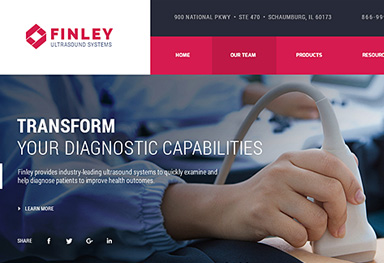 FINLEY
ULTRASOUND SYSTEMS
900 NATIONAL PKWY • STE 470 • SCHAUMBURG, IL 60173
866-99
HOME OUR TEAM PRODUCTS RESOUR
TRANSFORM
YOUR DIAGNOSTIC CAPABILITIES
Finley provides industry-leading ultrasound systems to quickly examine and
help diagnose patients to improve health outcomes.
LEARN MORE
SHARE f G+ in